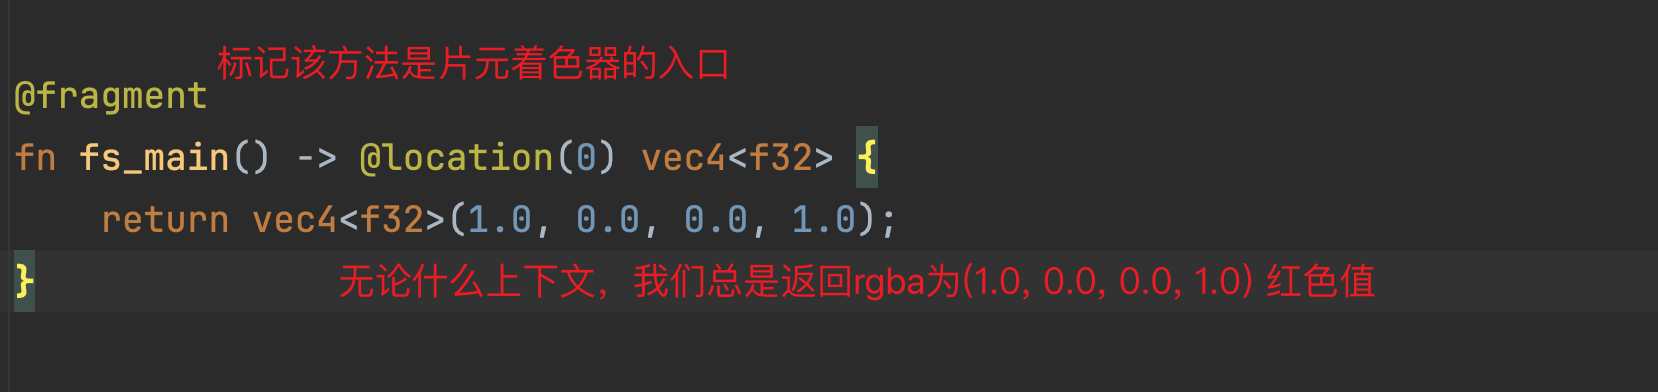 标记该方法是片元着色器的入口
@fragment
fn fs_main() -> @location(0) vec4<f32> {
    return vec4<f32>(1.0, 0.0, 0.0, 1.0);
}
无论什么上下文，我们总是返回rgba为(1.0, 0.0, 0.0, 1.0) 红色值